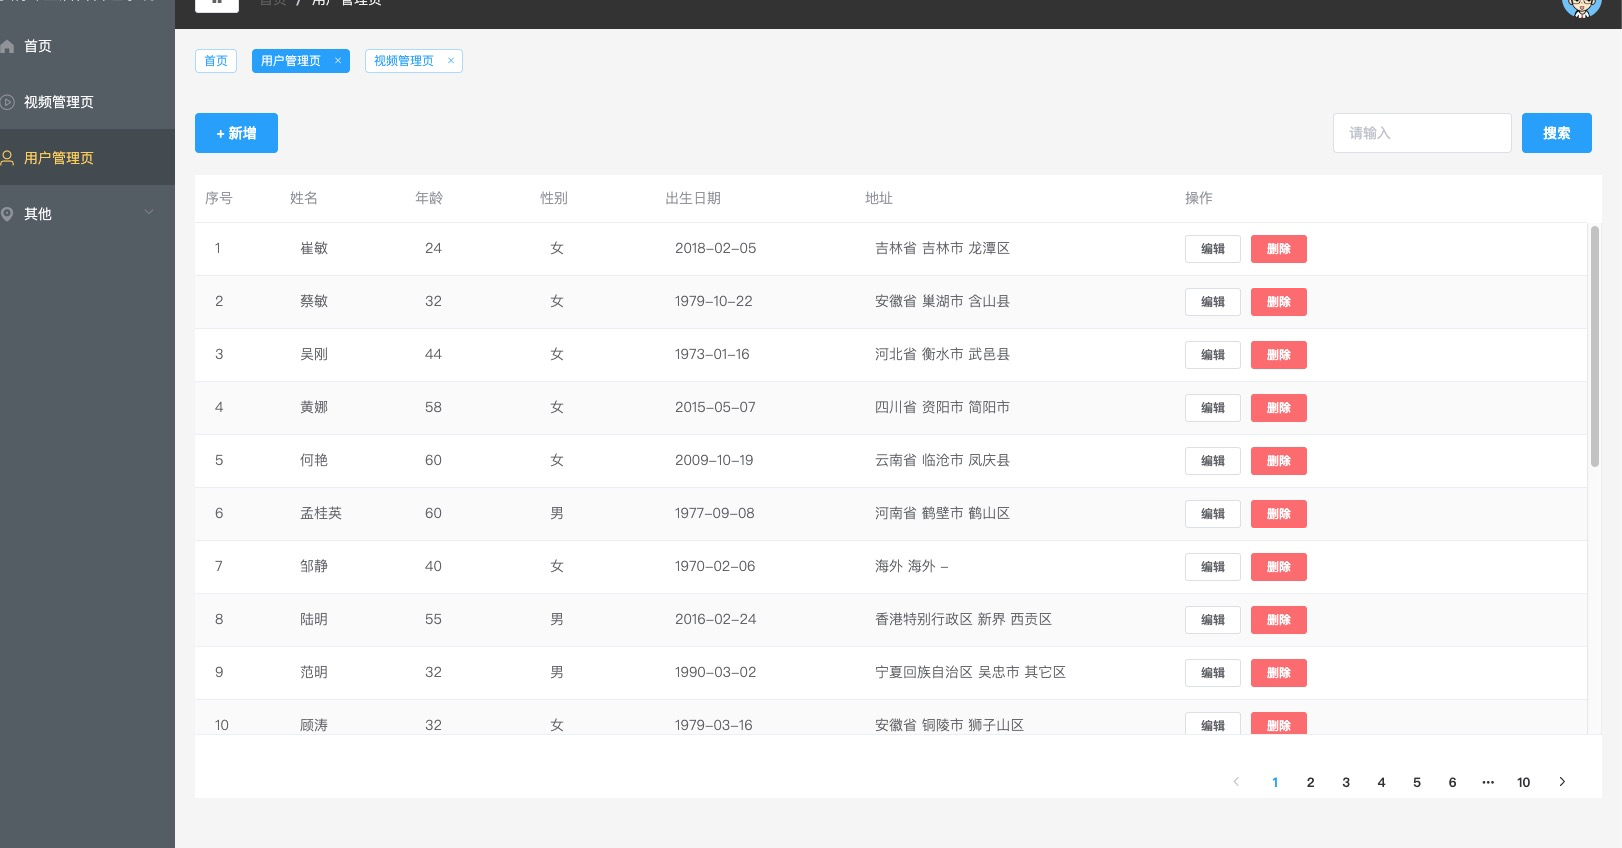 首页 / 用户管理页
首页
视频管理页
用户管理页
其他
首页 用户管理页 × 视频管理页 ×
+ 新增 请输入 搜索
序号 姓名 年龄 性别 出生日期 地址 操作
1 崔敏 24 女 2018-02-05 吉林省 吉林市 龙潭区 编辑 删除
2 蔡敏 32 女 1979-10-22 安徽省 巢湖市 含山县 编辑 删除
3 吴刚 44 女 1973-01-16 河北省 衡水市 武邑县 编辑 删除
4 黄娜 58 女 2015-05-07 四川省 资阳市 简阳市 编辑 删除
5 何艳 60 女 2009-10-19 云南省 临沧市 凤庆县 编辑 删除
6 孟桂英 60 男 1977-09-08 河南省 鹤壁市 鹤山区 编辑 删除
7 邹静 40 女 1970-02-06 海外 海外 - 编辑 删除
8 陆明 55 男 2016-02-24 香港特别行政区 新界 西贡区 编辑 删除
9 范明 32 男 1990-03-02 宁夏回族自治区 吴忠市 其它区 编辑 删除
10 顾涛 32 女 1979-03-16 安徽省 铜陵市 狮子山区 编辑 删除
1 2 3 4 5 6 ··· 10